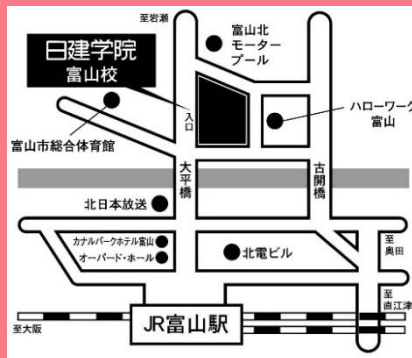 至岩瀬
日建学院
富山校
富山北
モーター
プール
入口
ハローワーク
富山
富山市総合体育館
大平橋
古開橋
北日本放送
カナルパークホテル富山
オーバード・ホール
北電ビル
至奥田
至直江津
至大阪
JR富山駅